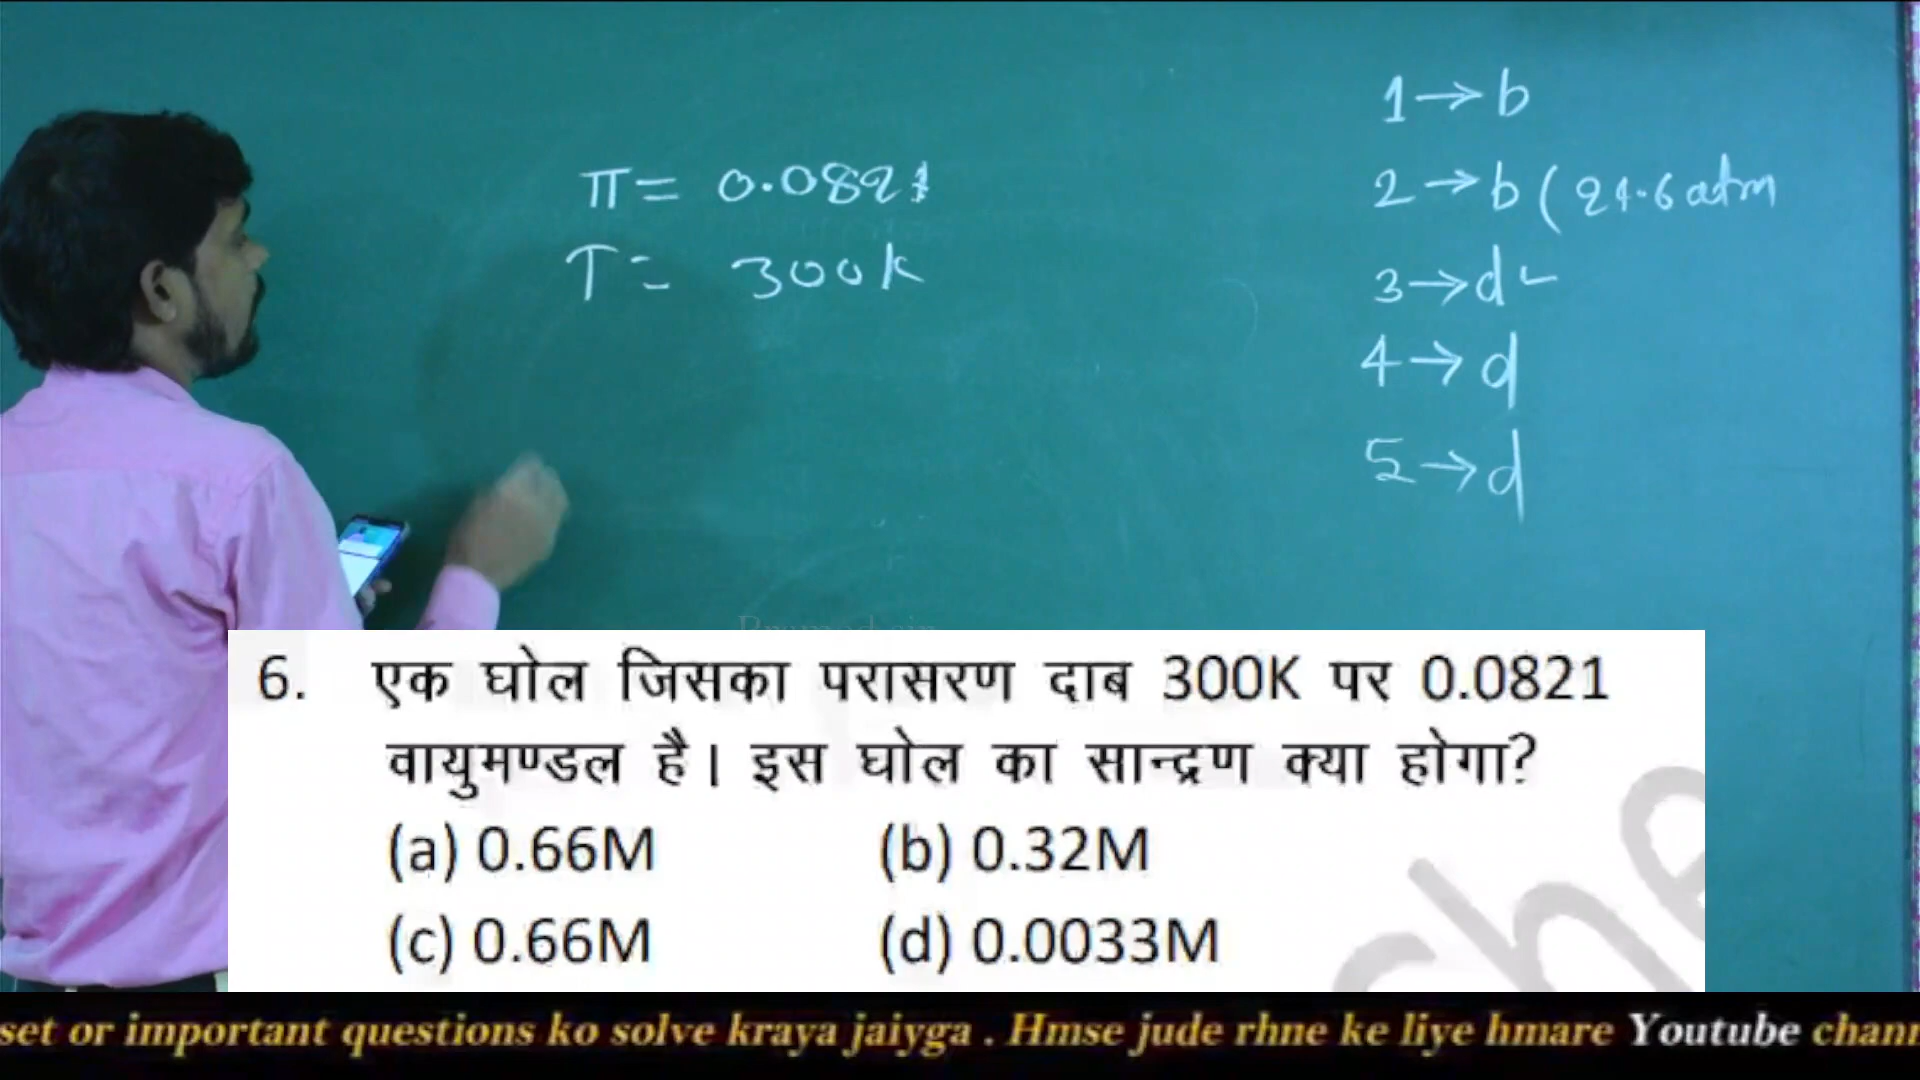 π = 0.0821
T = 300K
1 → b
2 → b ( 24.6 atm
3 → d
4 → d
5 → d
Pramod sir
6. एक घोल जिसका परासरण दाब 300K पर 0.0821
वायुमण्डल है। इस घोल का सान्द्रण क्या होगा?
(a) 0.66M (b) 0.32M
(c) 0.66M (d) 0.0033M
set or important questions ko solve kraya jaiyga . Hmse jude rhne ke liye hmare Youtube chann